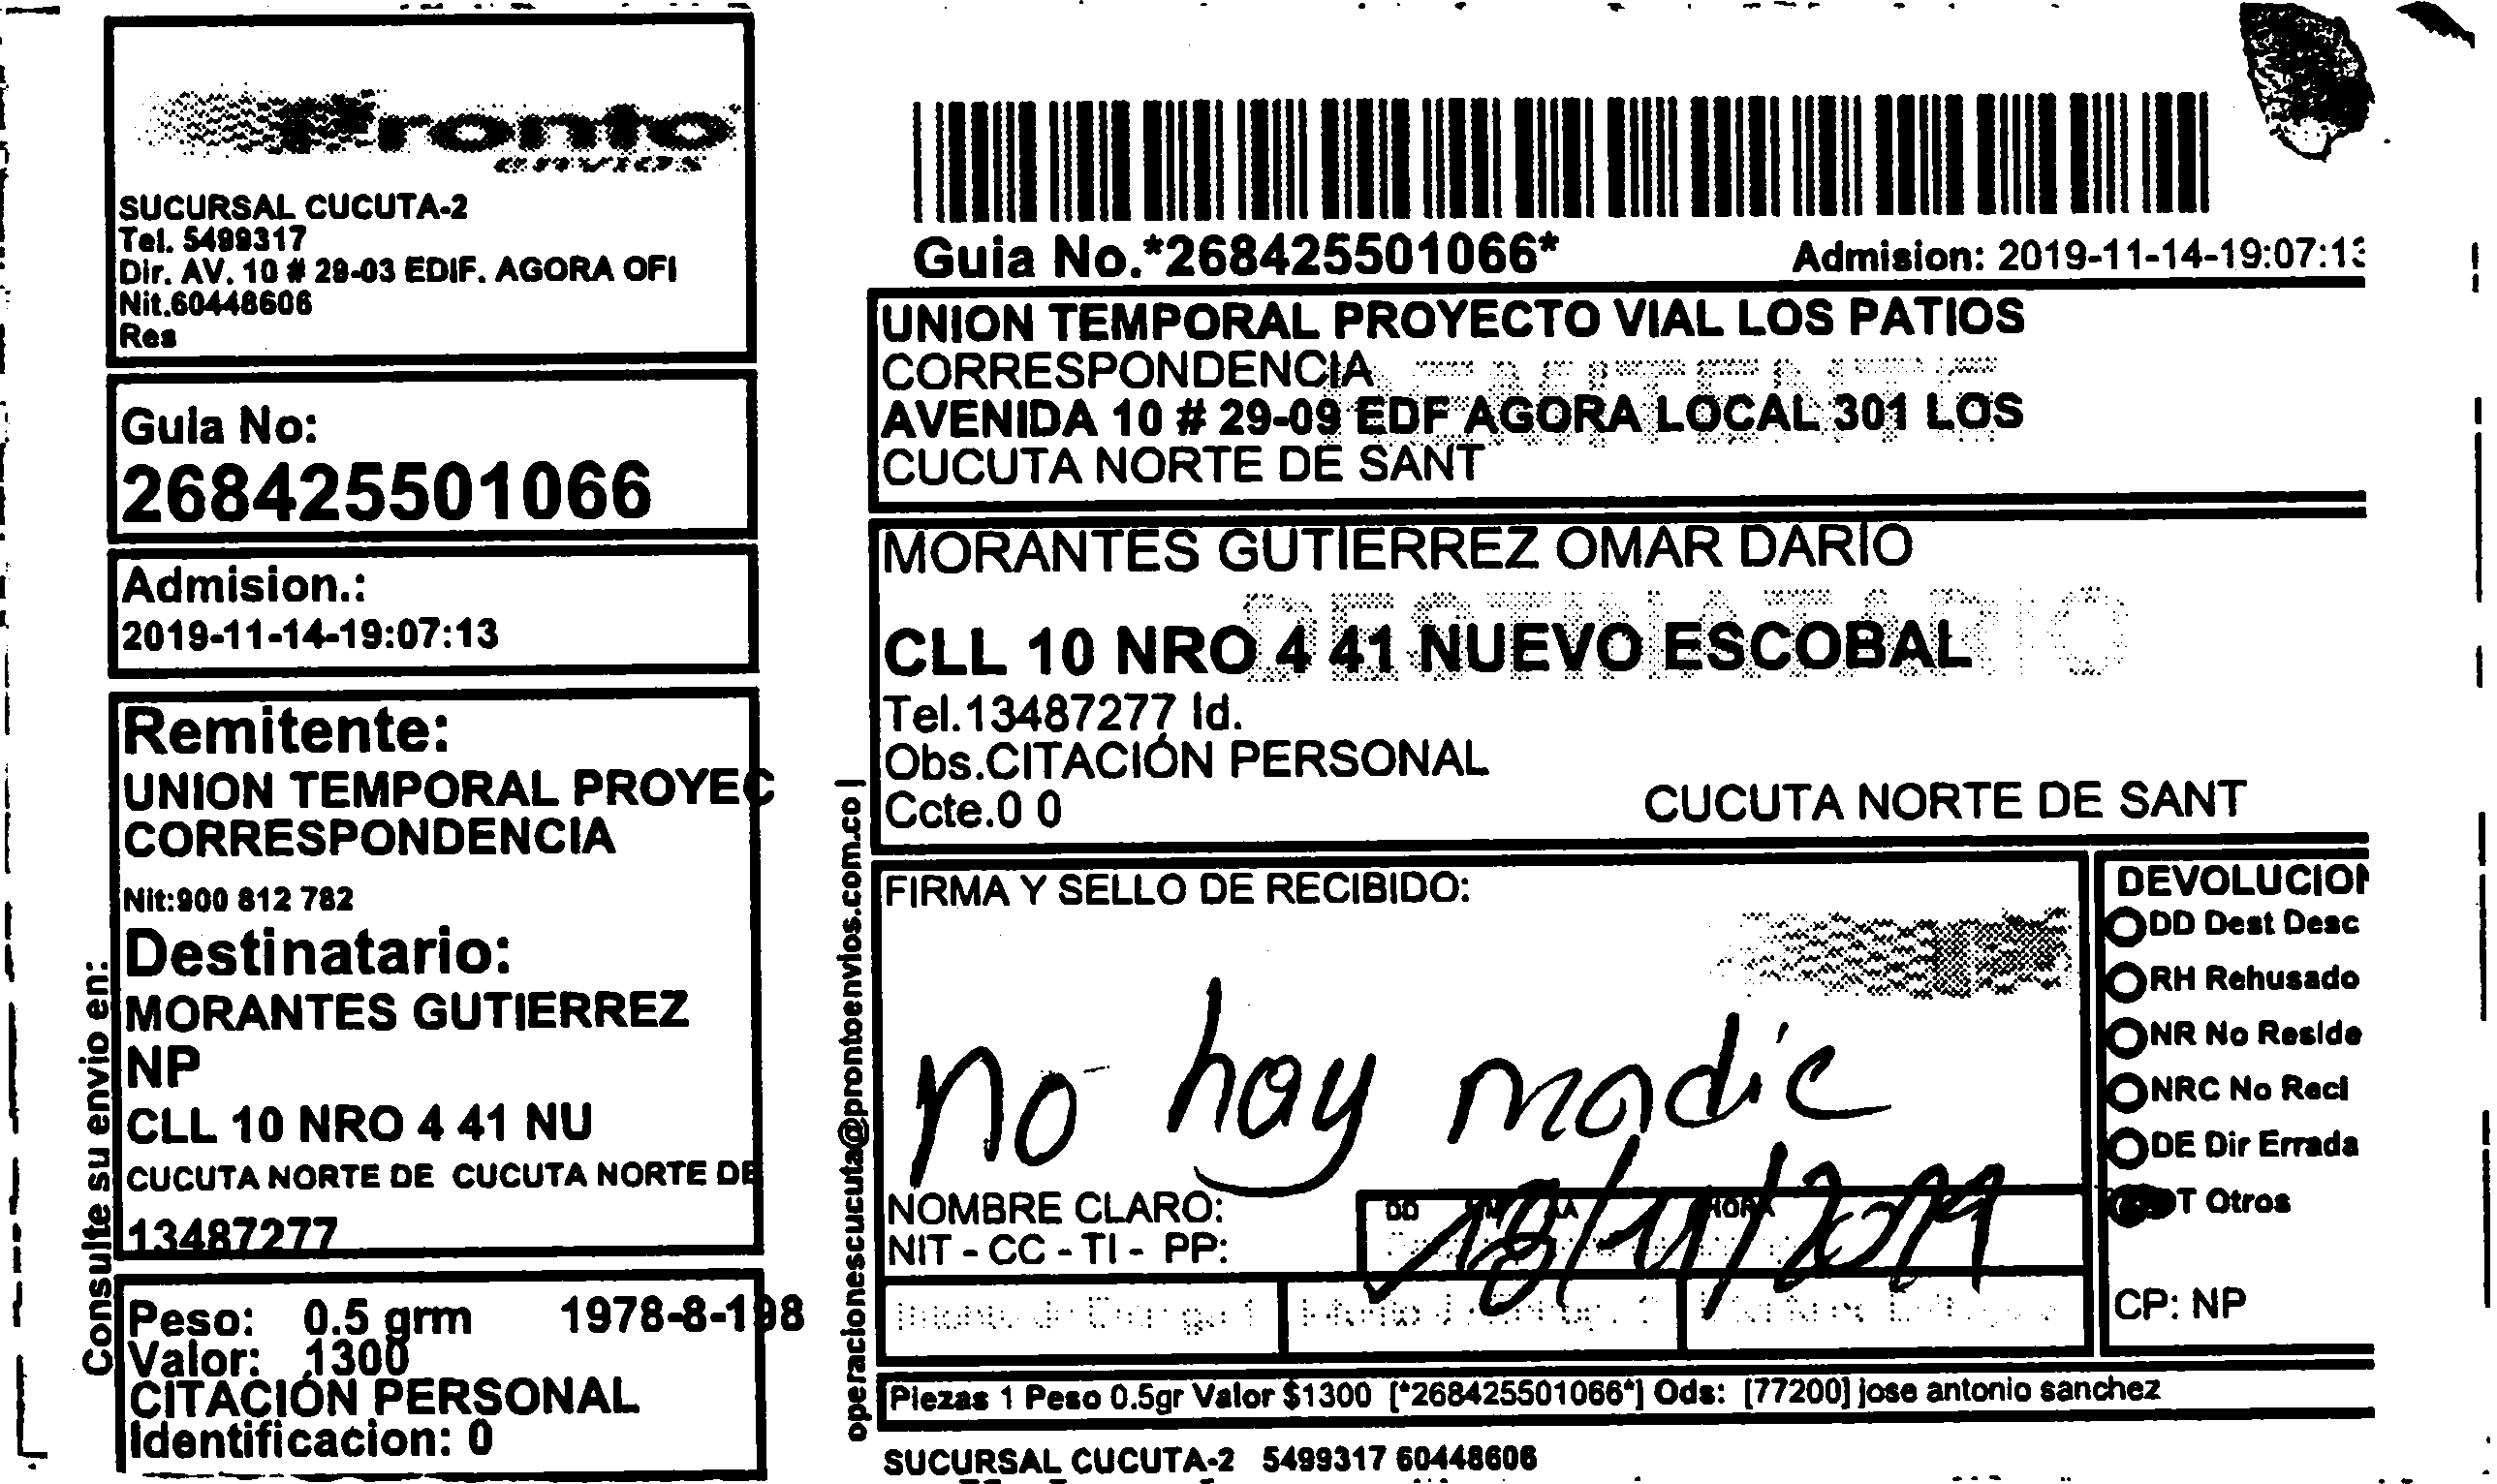 Pronto
SUCURSAL CUCUTA-2
Tel. 5499317
Dir. AV. 10 # 29-03 EDIF. AGORA OFI
Nit.60448606
Res
Guia No:
268425501066
Admision.:
2019-11-14-19:07:13
Remitente:
UNION TEMPORAL PROYEC
CORRESPONDENCIA
Nit:900 812 782
Destinatario:
MORANTES GUTIERREZ
NP
CLL 10 NRO 4 41 NU
CUCUTA NORTE DE CUCUTA NORTE DE
13487277
Peso: 0.5 grm 1978-8-198
Valor: 1300
CITACIÓN PERSONAL
Identificacion: 0
Consulte su envio en:
operacionescucuta@prontoenvios.com.co |
Guia No.*268425501066* Admision: 2019-11-14-19:07:13
UNION TEMPORAL PROYECTO VIAL LOS PATIOS
CORRESPONDENCIA
REMITENTE
AVENIDA 10 # 29-09 EDF AGORA LOCAL 301 LOS
CUCUTA NORTE DE SANT
MORANTES GUTIERREZ OMAR DARIO
DESTINATARIO
CLL 10 NRO 4 41 NUEVO ESCOBAL
Tel.13487277 Id.
Obs.CITACIÓN PERSONAL
Ccte.0 0 CUCUTA NORTE DE SANT
FIRMA Y SELLO DE RECIBIDO:
no hay nadie
NOMBRE CLARO:
NIT - CC - TI - PP:
DD HORA
18/11/2019
DEVOLUCION
DD Dest Desc
RH Rehusado
NR No Reside
NRC No Reci
DE Dir Errada
OT Otros
CP: NP
Piezas 1 Peso 0.5gr Valor $1300 [*268425501066*] Ods: [77200] jose antonio sanchez
SUCURSAL CUCUTA-2 5499317 60448606